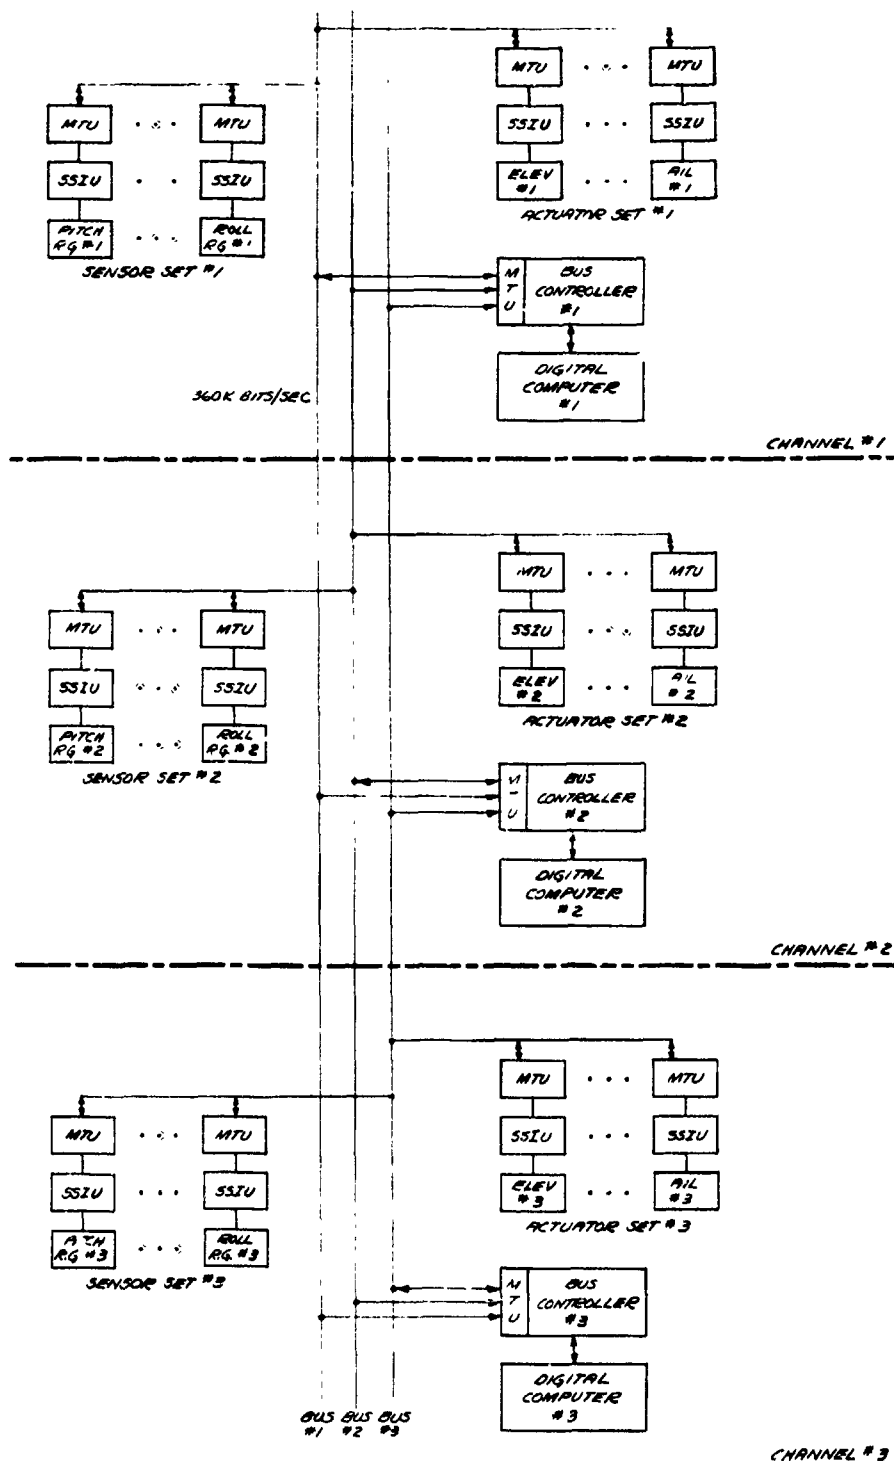 MTU . . . MTU
SSIU . . . SSIU
ELEV #1 . . . AIL #1
ACTUATOR SET #1
MTU . . . MTU
SSIU . . . SSIU
PITCH RG #1 . . . ROLL RG #1
SENSOR SET #1
MTU BUS CONTROLLER #1
DIGITAL COMPUTER #1
360K BITS/SEC
CHANNEL #1
MTU . . . MTU
SSIU . . . SSIU
ELEV #2 . . . AIL #2
ACTUATOR SET #2
MTU . . . MTU
SSIU . . . SSIU
PITCH RG #2 . . . ROLL RG. #2
SENSOR SET #2
M U BUS CONTROLLER #2
DIGITAL COMPUTER #2
CHANNEL #2
MTU . . . MTU
SSIU . . . SSIU
ELEV #3 . . . AIL #3
ACTUATOR SET #3
MTU . . . MTU
SSIU . . . SSIU
RG #3 . . . ROLL RG. #3
SENSOR SET #3
MTU BUS CONTROLLER #3
DIGITAL COMPUTER #3
BUS #1 BUS #2 BUS #3
CHANNEL #3